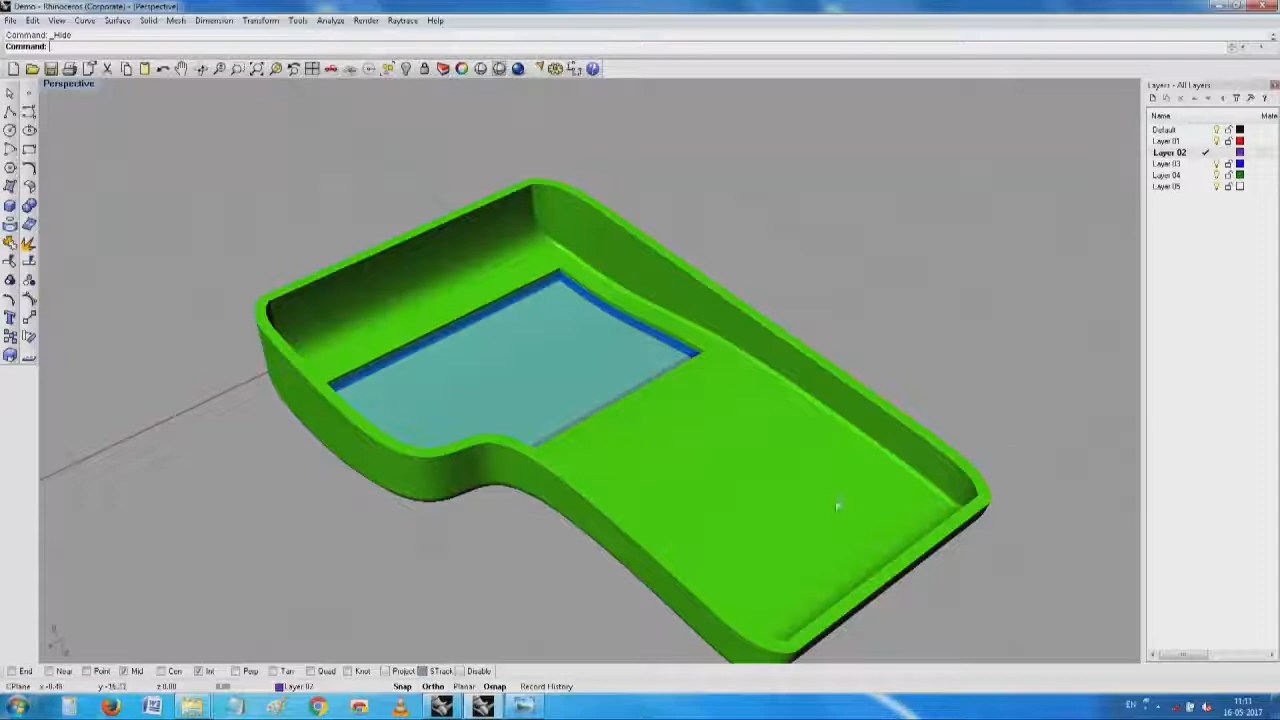 Demo - Rhinoceros (Corporate) - [Perspective]
File Edit View Curve Surface Solid Mesh Dimension Transform Tools Analyze Render Raytrace Help
Command: _Hide
Command:
Perspective
Layers - All Layers
Name Mate
Default
Layer 01
Layer 02
Layer 03
Layer 04
Layer 05
End Near Point Mid Cen Int Perp Tan Quad Knot Project STrack Disable
CPlane Layer 02 Snap Ortho Planar Osnap Record History
EN
11:11
16-05-2017